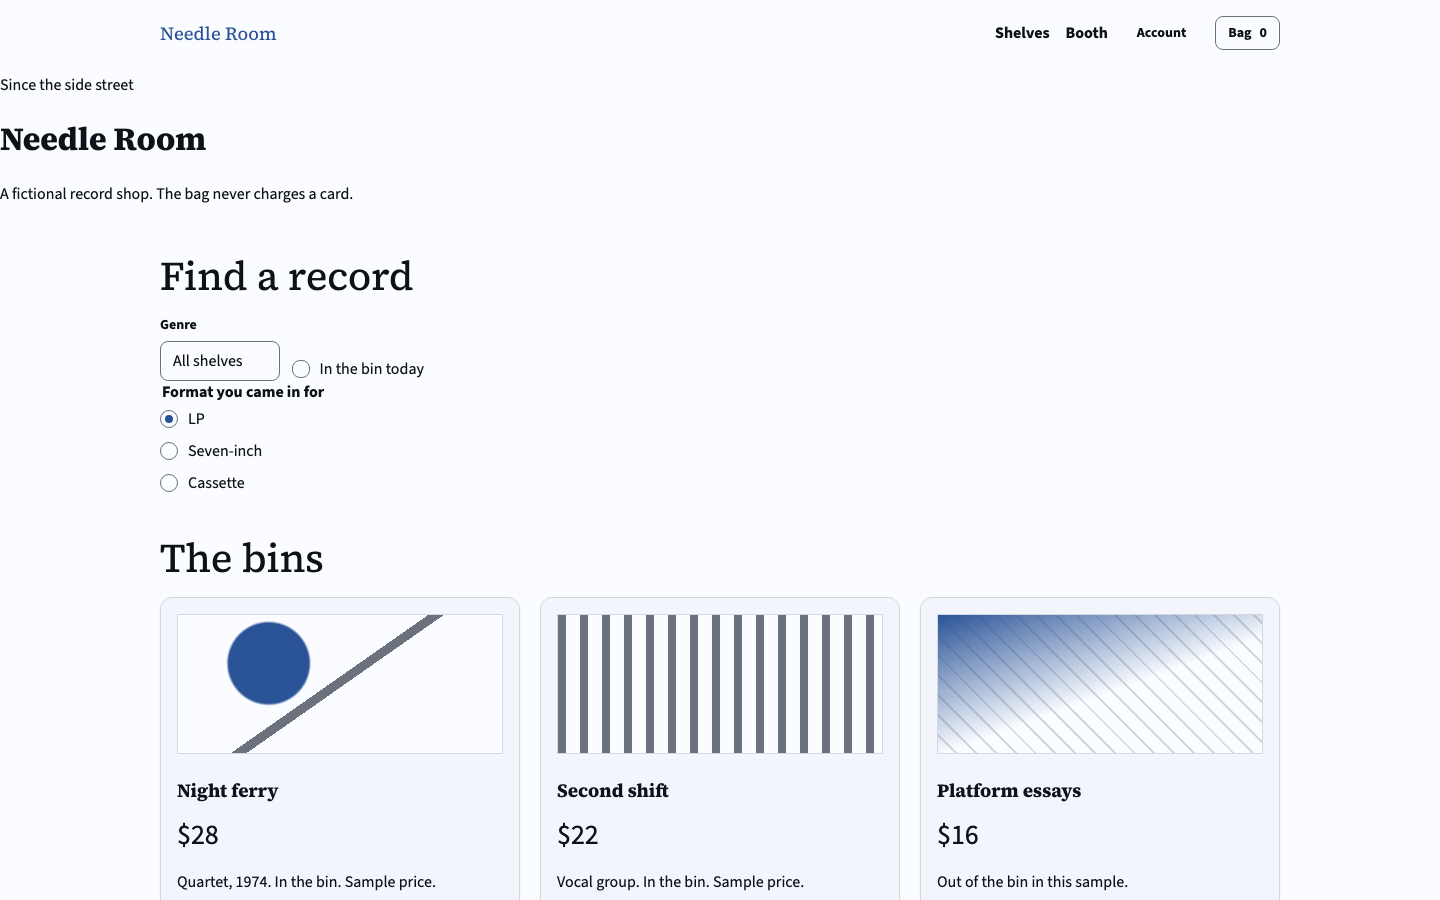 Needle Room
Shelves Booth Account Bag 0
Since the side street
Needle Room
A fictional record shop. The bag never charges a card.
Find a record
Genre
All shelves
In the bin today
Format you came in for
LP
Seven-inch
Cassette
The bins
Night ferry
$28
Quartet, 1974. In the bin. Sample price.
Second shift
$22
Vocal group. In the bin. Sample price.
Platform essays
$16
Out of the bin in this sample.